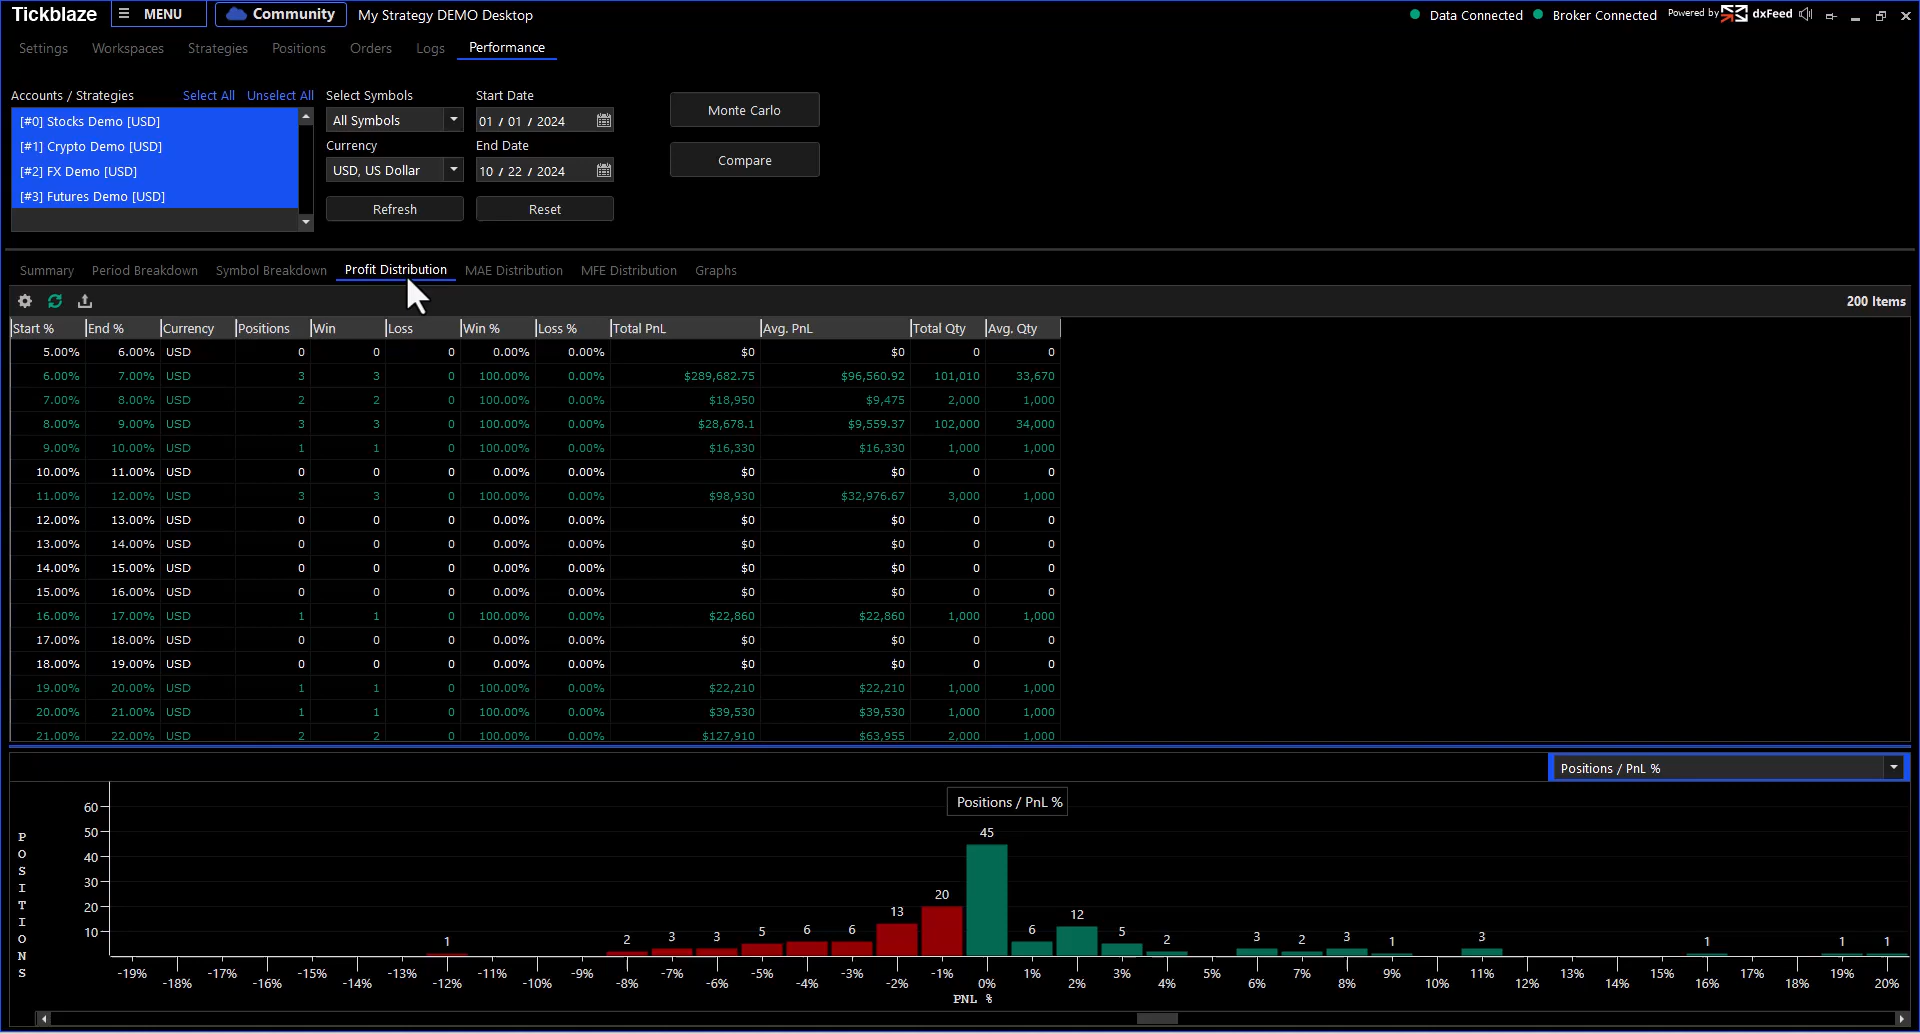 Tickblaze MENU Community My Strategy DEMO Desktop Data Connected Broker Connected Powered by dxFeed
Settings Workspaces Strategies Positions Orders Logs Performance
Accounts / Strategies Select All Unselect All Select Symbols Start Date
[#0] Stocks Demo [USD] All Symbols 01 / 01 / 2024 Monte Carlo
[#1] Crypto Demo [USD] Currency End Date
[#2] FX Demo [USD] USD, US Dollar 10 / 22 / 2024 Compare
[#3] Futures Demo [USD] Refresh Reset
Summary Period Breakdown Symbol Breakdown Profit Distribution MAE Distribution MFE Distribution Graphs
200 Items
Start % End % Currency Positions Win Loss Win % Loss % Total PnL Avg. PnL Total Qty Avg. Qty
5.00% 6.00% USD 0 0 0 0.00% 0.00% $0 $0 0 0
6.00% 7.00% USD 3 3 0 100.00% 0.00% $289,682.75 $96,560.92 101,010 33,670
7.00% 8.00% USD 2 2 0 100.00% 0.00% $18,950 $9,475 2,000 1,000
8.00% 9.00% USD 3 3 0 100.00% 0.00% $28,678.1 $9,559.37 102,000 34,000
9.00% 10.00% USD 1 1 0 100.00% 0.00% $16,330 $16,330 1,000 1,000
10.00% 11.00% USD 0 0 0 0.00% 0.00% $0 $0 0 0
11.00% 12.00% USD 3 3 0 100.00% 0.00% $98,930 $32,976.67 3,000 1,000
12.00% 13.00% USD 0 0 0 0.00% 0.00% $0 $0 0 0
13.00% 14.00% USD 0 0 0 0.00% 0.00% $0 $0 0 0
14.00% 15.00% USD 0 0 0 0.00% 0.00% $0 $0 0 0
15.00% 16.00% USD 0 0 0 0.00% 0.00% $0 $0 0 0
16.00% 17.00% USD 1 1 0 100.00% 0.00% $22,860 $22,860 1,000 1,000
17.00% 18.00% USD 0 0 0 0.00% 0.00% $0 $0 0 0
18.00% 19.00% USD 0 0 0 0.00% 0.00% $0 $0 0 0
19.00% 20.00% USD 1 1 0 100.00% 0.00% $22,210 $22,210 1,000 1,000
20.00% 21.00% USD 1 1 0 100.00% 0.00% $39,530 $39,530 1,000 1,000
21.00% 22.00% USD 2 2 0 100.00% 0.00% $127,910 $63,955 2,000 1,000
Positions / PnL %
Positions / PnL %
POSITIONS
60
50
40
30
20
10
1 2 3 3 5 6 6 13 20 45 6 12 5 2 3 2 3 1 3 1 1 1
-19% -18% -17% -16% -15% -14% -13% -12% -11% -10% -9% -8% -7% -6% -5% -4% -3% -2% -1% 0% 1% 2% 3% 4% 5% 6% 7% 8% 9% 10% 11% 12% 13% 14% 15% 16% 17% 18% 19% 20%
PNL %